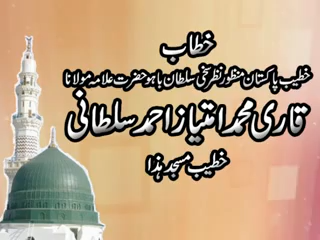 خطاب
خطیب پاکستان منظور نظر سخی سلطان باہو حضرت علامہ مولانا
قاری محمد امتیاز احمد سلطانی
خطیب مسجد ہذا